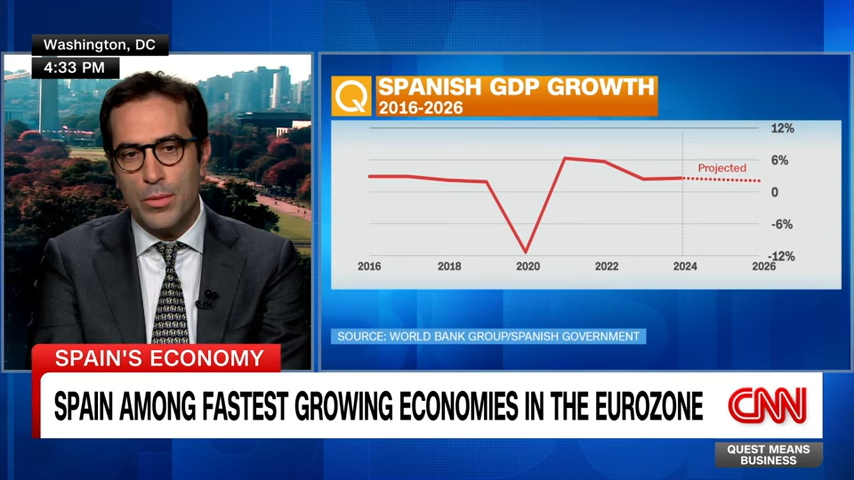 Washington, DC
4:33 PM
Q
SPANISH GDP GROWTH
2016-2026
12%
6%
0
-6%
-12%
Projected
2016 2018 2020 2022 2024 2026
SOURCE: WORLD BANK GROUP/SPANISH GOVERNMENT
SPAIN'S ECONOMY
SPAIN AMONG FASTEST GROWING ECONOMIES IN THE EUROZONE
CNN
QUEST MEANS
BUSINESS